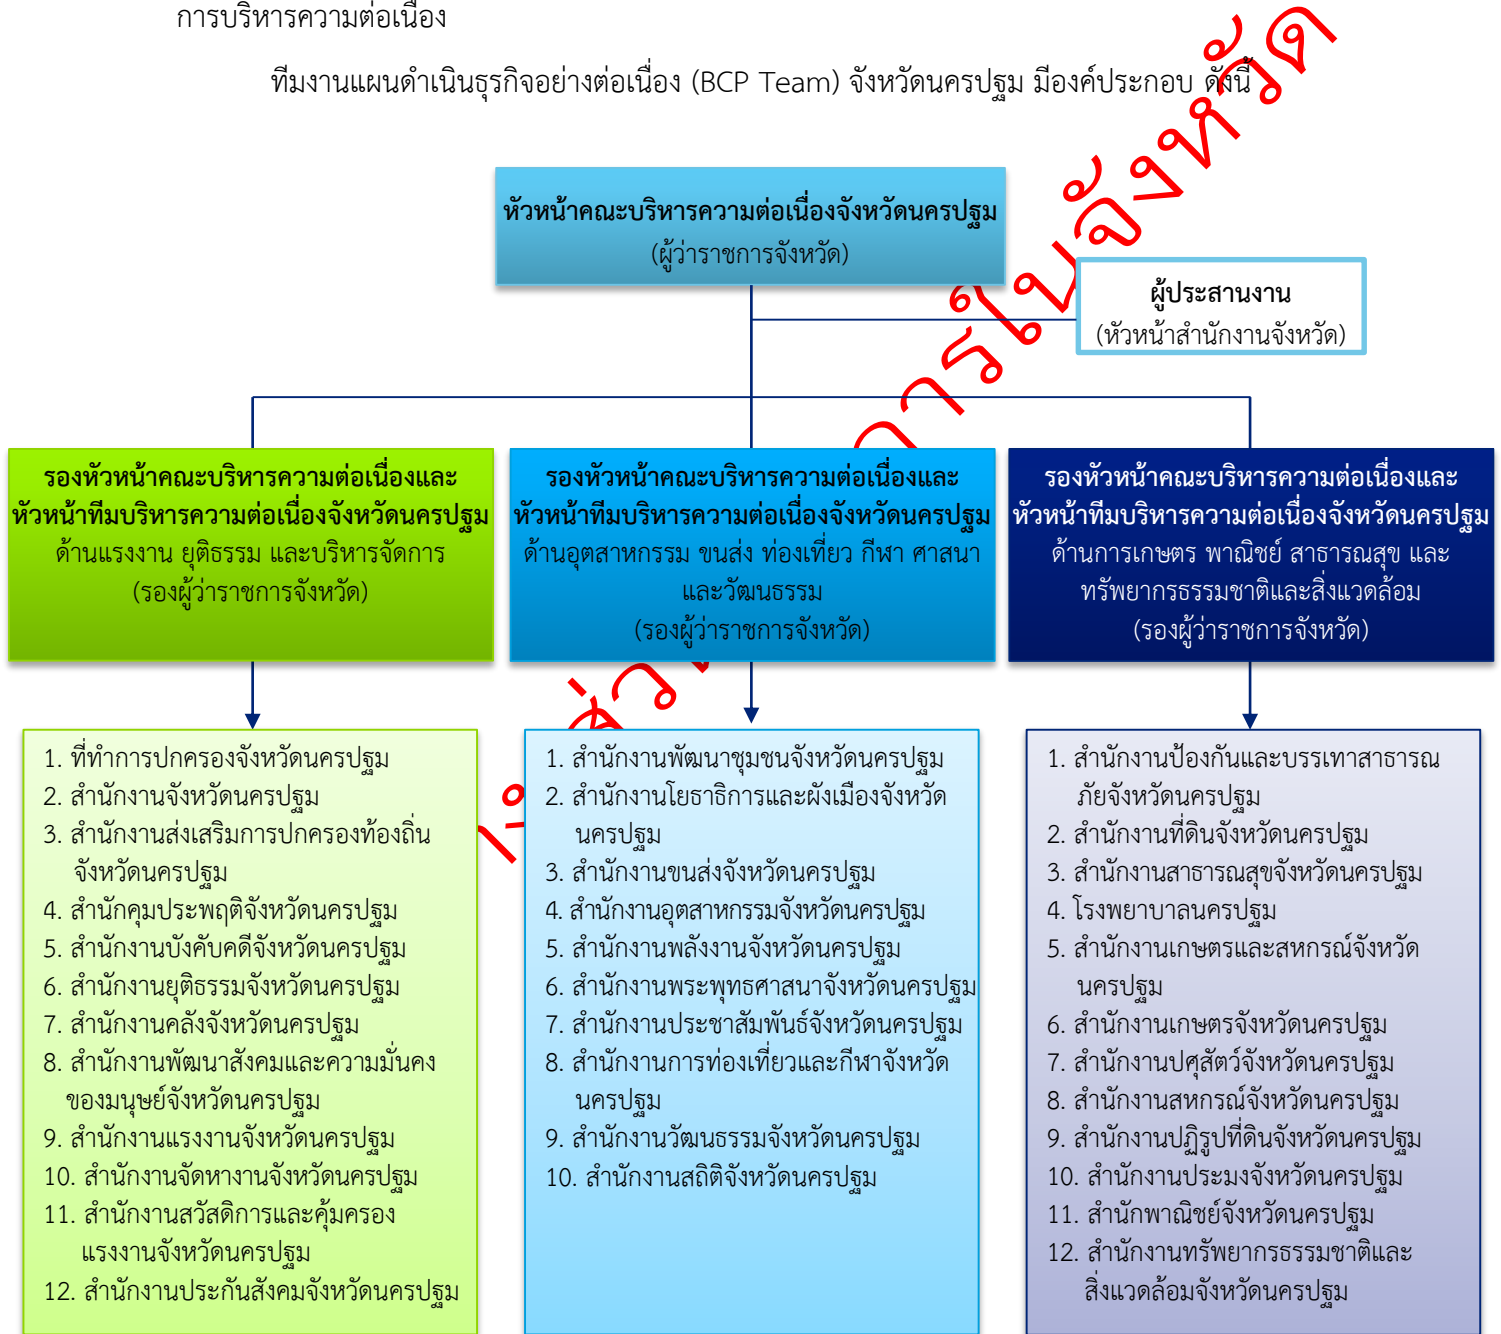 การบริหารความต่อเนื่อง
ทีมงานแผนดำเนินธุรกิจอย่างต่อเนื่อง (BCP Team) จังหวัดนครปฐม มีองค์ประกอบ ดังนี้
หัวหน้าคณะบริหารความต่อเนื่องจังหวัดนครปฐม
(ผู้ว่าราชการจังหวัด)
ผู้ประสานงาน
(หัวหน้าสำนักงานจังหวัด)
รองหัวหน้าคณะบริหารความต่อเนื่องและ
หัวหน้าทีมบริหารความต่อเนื่องจังหวัดนครปฐม
ด้านแรงงาน ยุติธรรม และบริหารจัดการ
(รองผู้ว่าราชการจังหวัด)
รองหัวหน้าคณะบริหารความต่อเนื่องและ
หัวหน้าทีมบริหารความต่อเนื่องจังหวัดนครปฐม
ด้านอุตสาหกรรม ขนส่ง ท่องเที่ยว กีฬา ศาสนา
และวัฒนธรรม
(รองผู้ว่าราชการจังหวัด)
รองหัวหน้าคณะบริหารความต่อเนื่องและ
หัวหน้าทีมบริหารความต่อเนื่องจังหวัดนครปฐม
ด้านการเกษตร พาณิชย์ สาธารณสุข และ
ทรัพยากรธรรมชาติและสิ่งแวดล้อม
(รองผู้ว่าราชการจังหวัด)
1. ที่ทำการปกครองจังหวัดนครปฐม
2. สำนักงานจังหวัดนครปฐม
3. สำนักงานส่งเสริมการปกครองท้องถิ่น
จังหวัดนครปฐม
4. สำนักคุมประพฤติจังหวัดนครปฐม
5. สำนักงานบังคับคดีจังหวัดนครปฐม
6. สำนักงานยุติธรรมจังหวัดนครปฐม
7. สำนักงานคลังจังหวัดนครปฐม
8. สำนักงานพัฒนาสังคมและความมั่นคง
ของมนุษย์จังหวัดนครปฐม
9. สำนักงานแรงงานจังหวัดนครปฐม
10. สำนักงานจัดหางานจังหวัดนครปฐม
11. สำนักงานสวัสดิการและคุ้มครอง
แรงงานจังหวัดนครปฐม
12. สำนักงานประกันสังคมจังหวัดนครปฐม
1. สำนักงานพัฒนาชุมชนจังหวัดนครปฐม
2. สำนักงานโยธาธิการและผังเมืองจังหวัด
นครปฐม
3. สำนักงานขนส่งจังหวัดนครปฐม
4. สำนักงานอุตสาหกรรมจังหวัดนครปฐม
5. สำนักงานพลังงานจังหวัดนครปฐม
6. สำนักงานพระพุทธศาสนาจังหวัดนครปฐม
7. สำนักงานประชาสัมพันธ์จังหวัดนครปฐม
8. สำนักงานการท่องเที่ยวและกีฬาจังหวัด
นครปฐม
9. สำนักงานวัฒนธรรมจังหวัดนครปฐม
10. สำนักงานสถิติจังหวัดนครปฐม
1. สำนักงานป้องกันและบรรเทาสาธารณ
ภัยจังหวัดนครปฐม
2. สำนักงานที่ดินจังหวัดนครปฐม
3. สำนักงานสาธารณสุขจังหวัดนครปฐม
4. โรงพยาบาลนครปฐม
5. สำนักงานเกษตรและสหกรณ์จังหวัด
นครปฐม
6. สำนักงานเกษตรจังหวัดนครปฐม
7. สำนักงานปศุสัตว์จังหวัดนครปฐม
8. สำนักงานสหกรณ์จังหวัดนครปฐม
9. สำนักงานปฏิรูปที่ดินจังหวัดนครปฐม
10. สำนักงานประมงจังหวัดนครปฐม
11. สำนักพาณิชย์จังหวัดนครปฐม
12. สำนักงานทรัพยากรธรรมชาติและ
สิ่งแวดล้อมจังหวัดนครปฐม